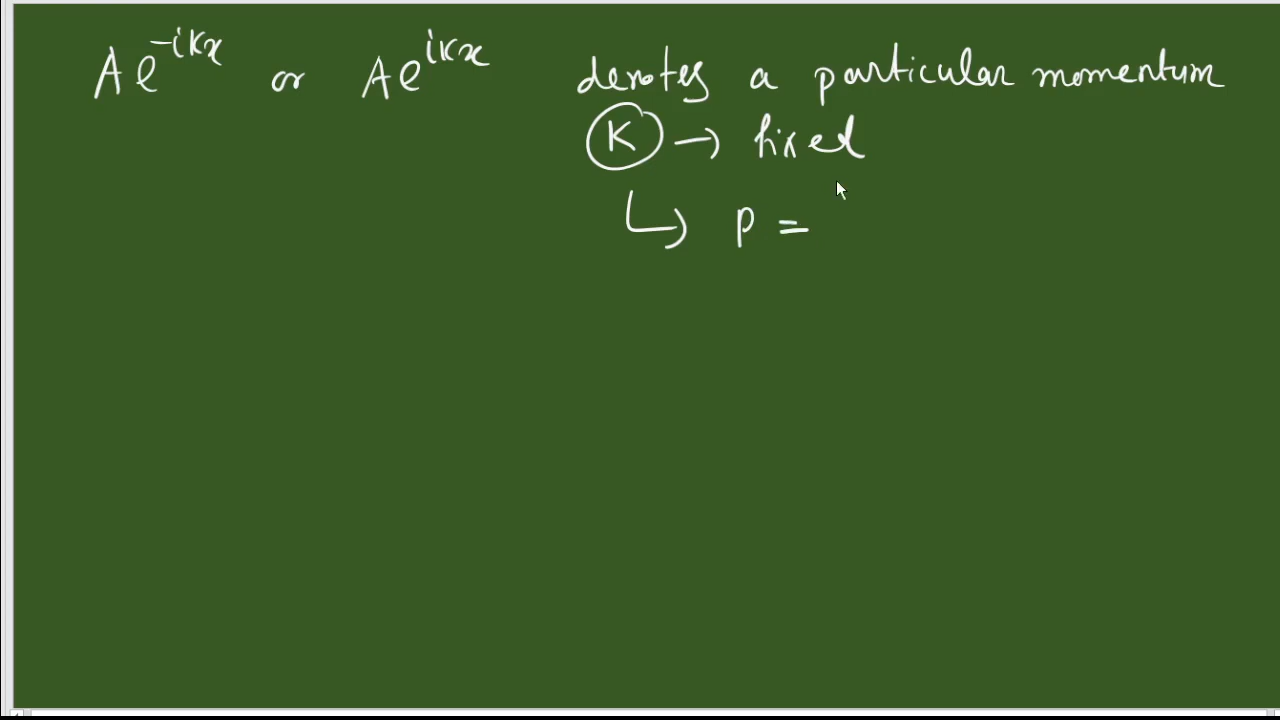 Ae^{-ikx} or Ae^{ikx} denotes a particular momentum
K → fixed
↳ p =